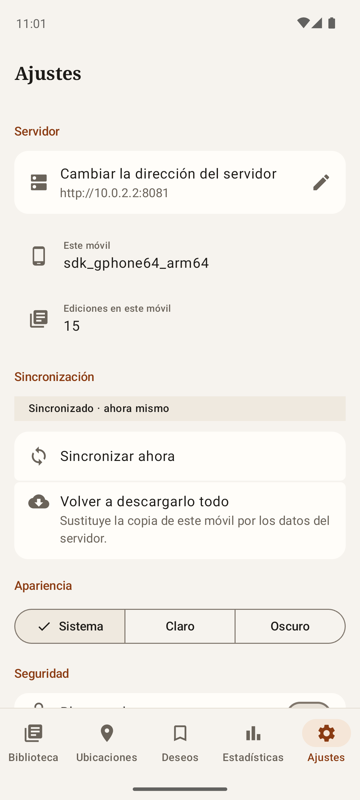 11:01
Ajustes
Servidor
Cambiar la dirección del servidor
http://10.0.2.2:8081
Este móvil
sdk_gphone64_arm64
Ediciones en este móvil
15
Sincronización
Sincronizado · ahora mismo
Sincronizar ahora
Volver a descargarlo todo
Sustituye la copia de este móvil por los datos del
servidor.
Apariencia
Sistema
Claro
Oscuro
Seguridad
Biblioteca
Ubicaciones
Deseos
Estadísticas
Ajustes